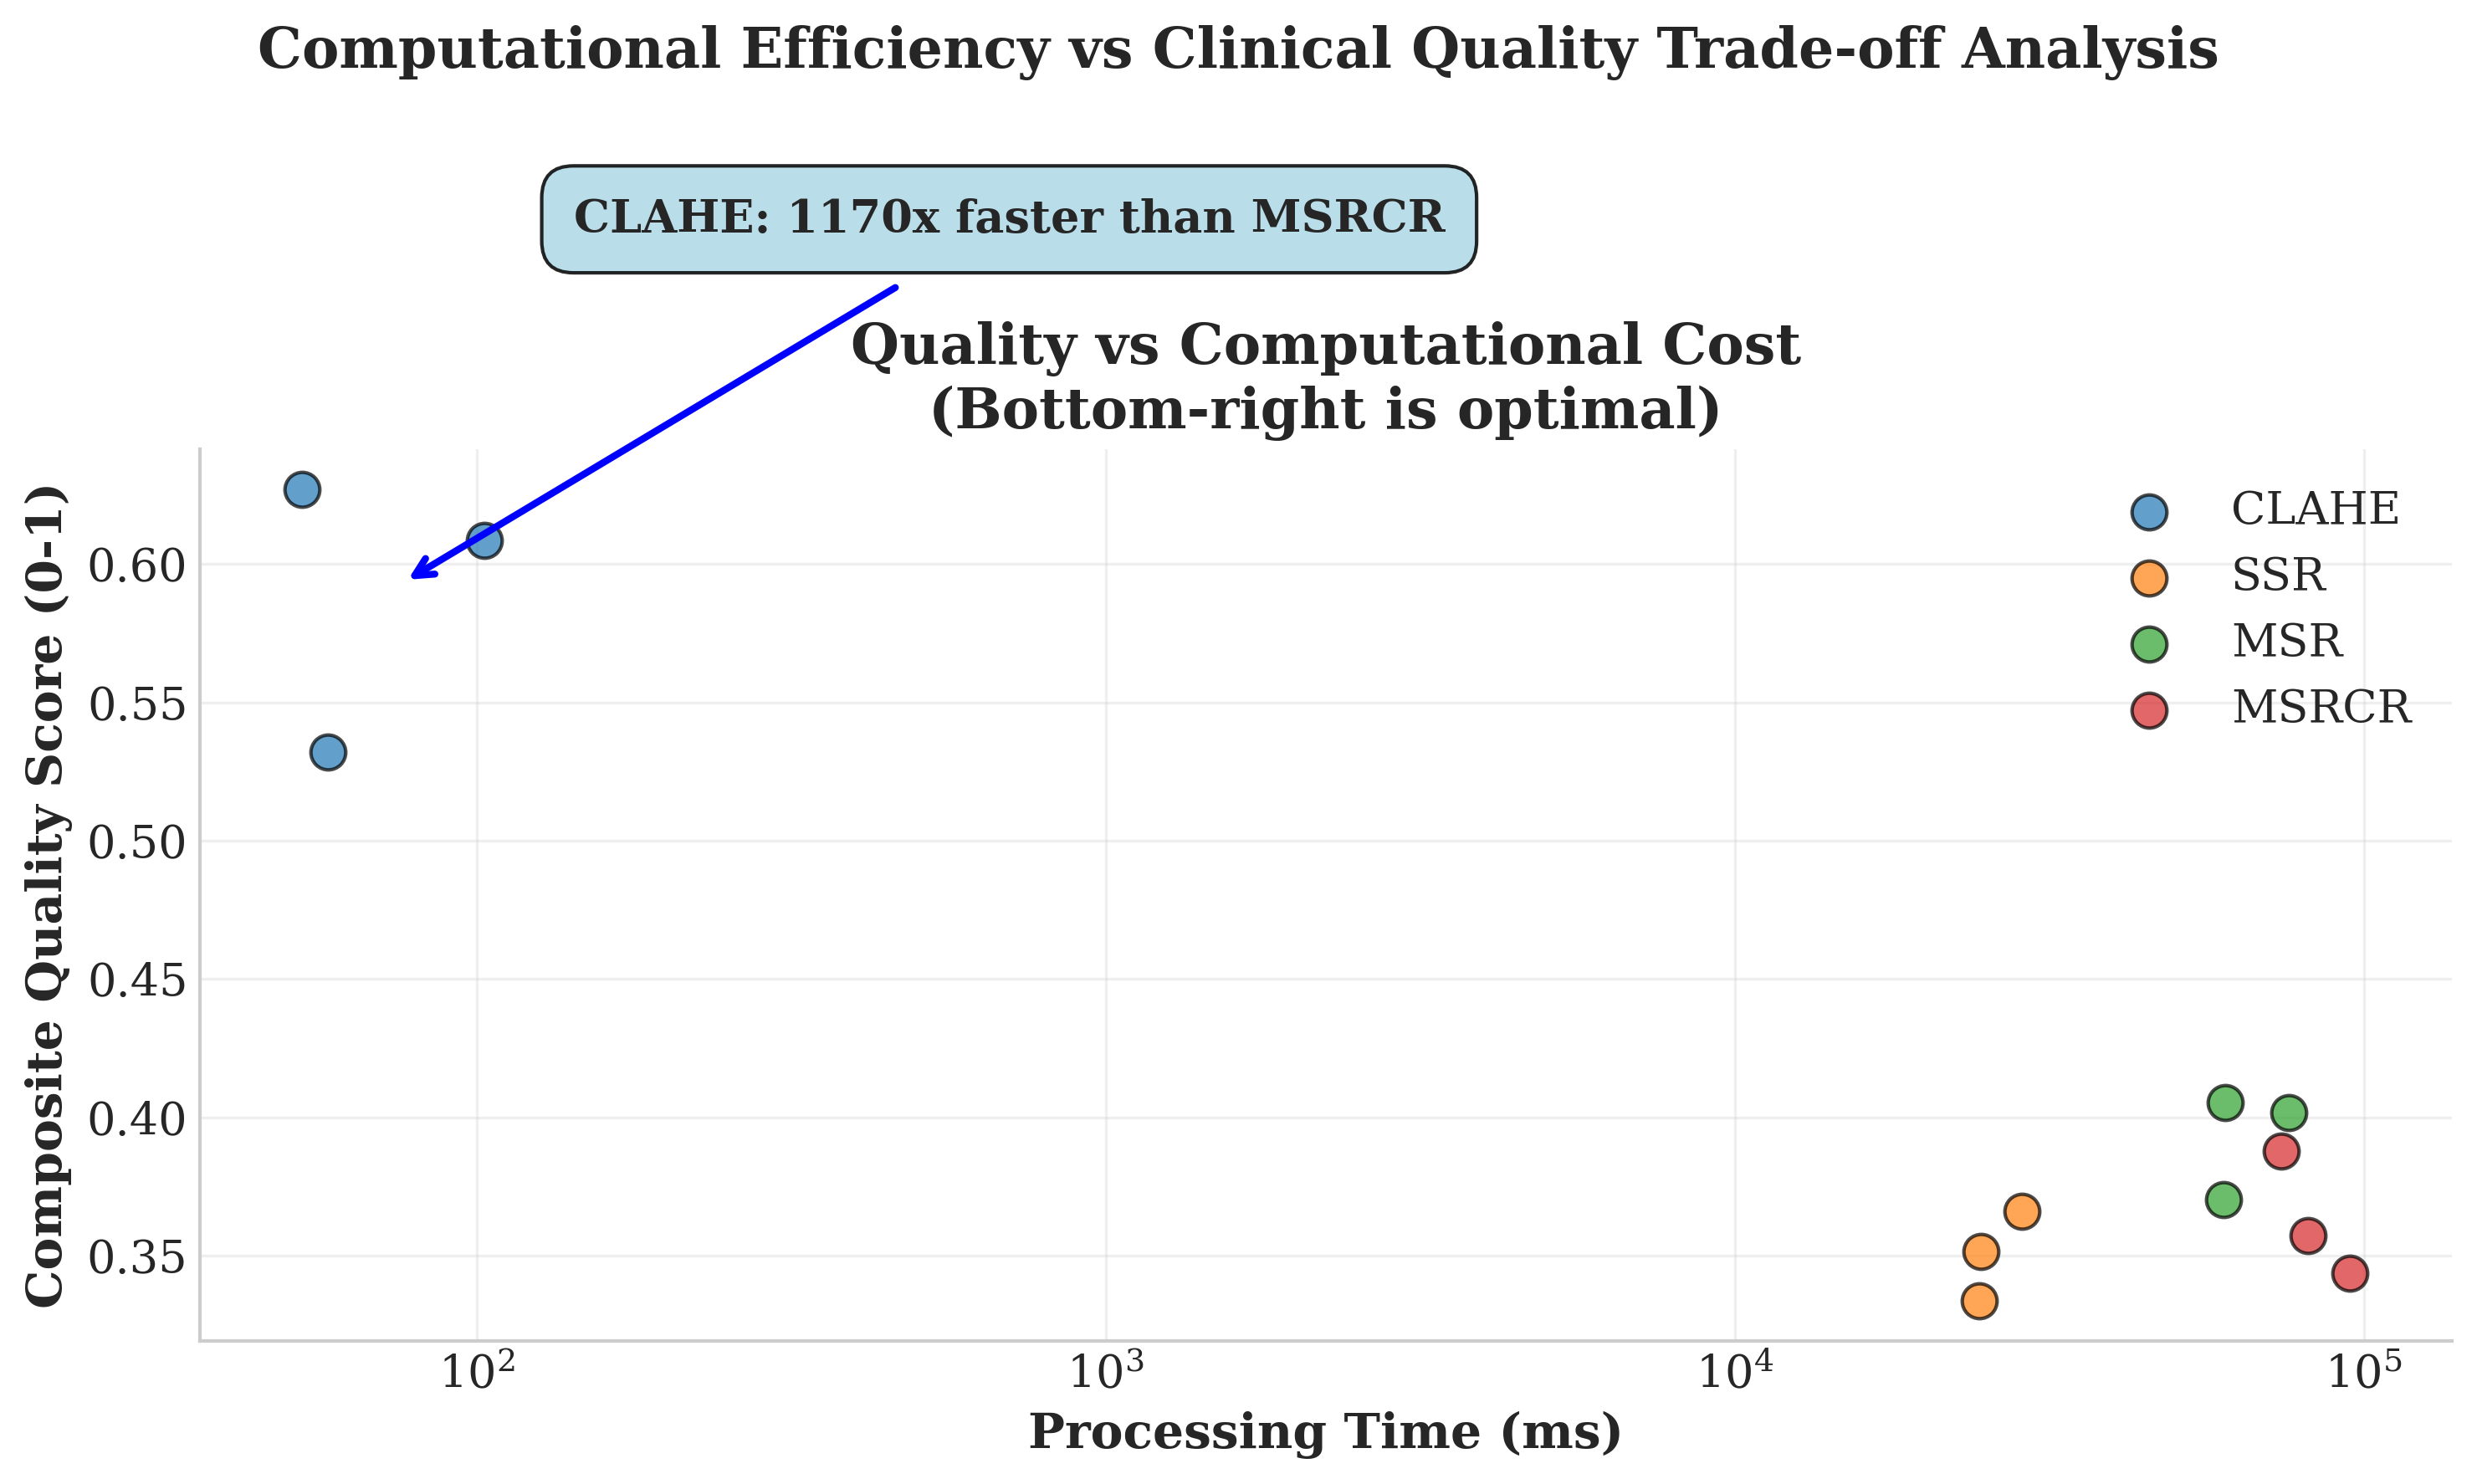 Computational Efficiency vs Clinical Quality Trade-off Analysis
CLAHE: 1170x faster than MSRCR
Quality vs Computational Cost
(Bottom-right is optimal)
Composite Quality Score (0-1)
0.60
0.55
0.50
0.45
0.40
0.35
CLAHE
SSR
MSR
MSRCR
10²
10³
10⁴
10⁵
Processing Time (ms)